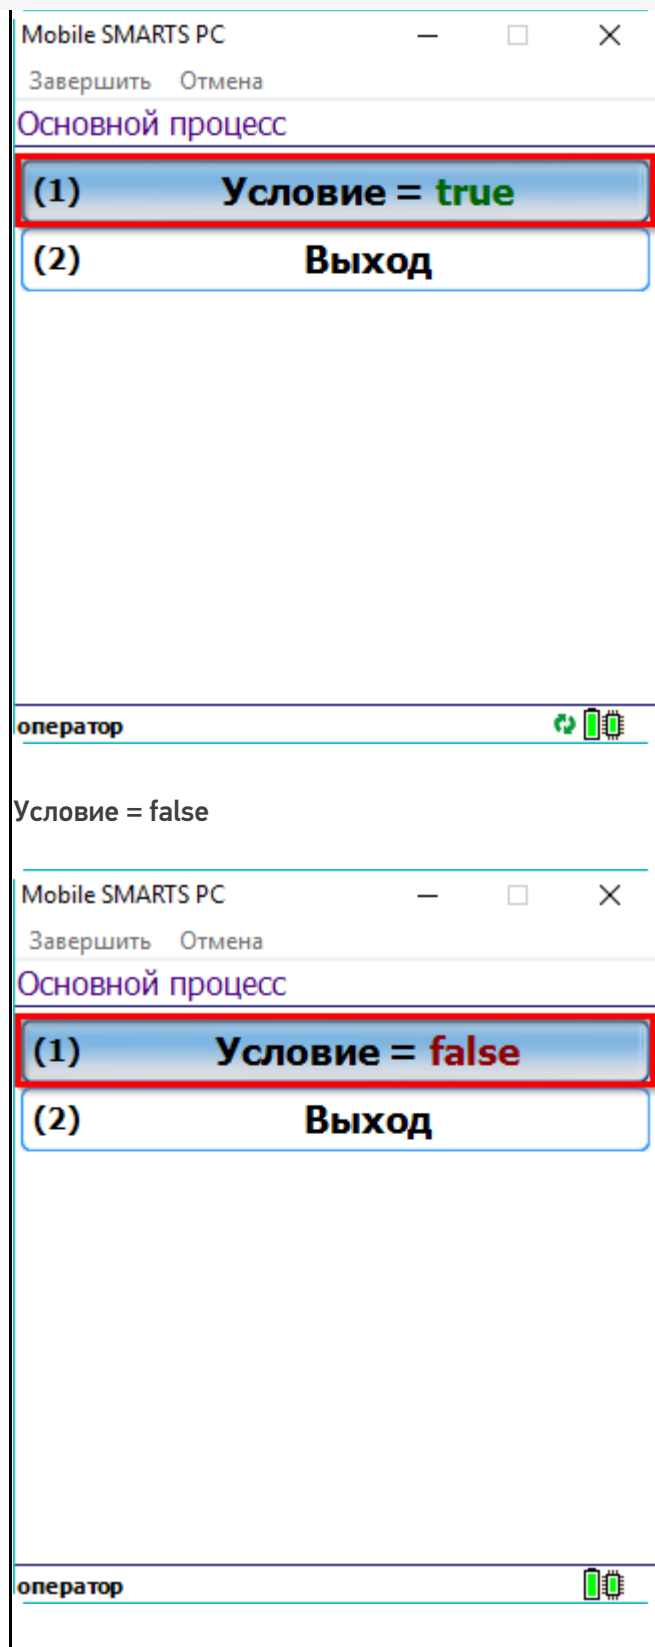 Mobile SMARTS PC
Завершить Отмена
Основной процесс
(1) Условие = true
(2) Выход
оператор
Условие = false
Mobile SMARTS PC
Завершить Отмена
Основной процесс
(1) Условие = false
(2) Выход
оператор